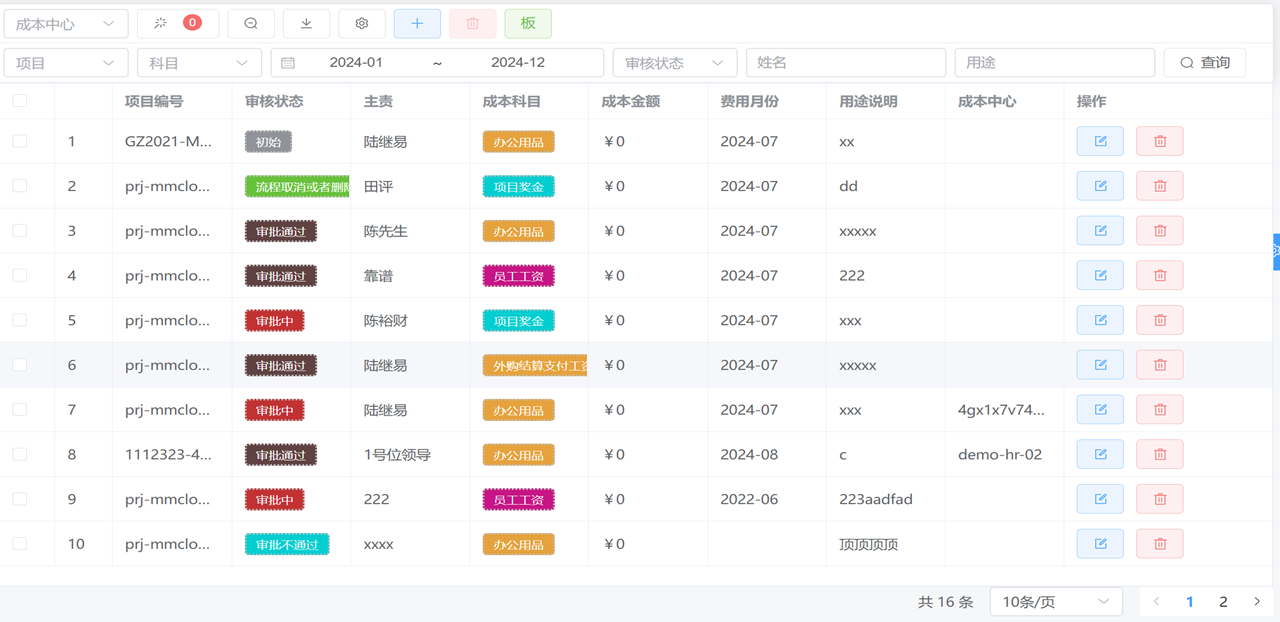 成本中心 0 板
项目 科目 2024-01 ~ 2024-12 审核状态 姓名 用途 查询
项目编号 审核状态 主责 成本科目 成本金额 费用月份 用途说明 成本中心 操作
1 GZ2021-M... 初始 陆继易 办公用品 ￥0 2024-07 xx
2 prj-mmclo... 流程取消或者删除 田评 项目奖金 ￥0 2024-07 dd
3 prj-mmclo... 审批通过 陈先生 办公用品 ￥0 2024-07 xxxxx
4 prj-mmclo... 审批通过 靠谱 员工工资 ￥0 2024-07 222
5 prj-mmclo... 审批中 陈裕财 项目奖金 ￥0 2024-07 xxx
6 prj-mmclo... 审批通过 陆继易 外购结算支付工资 ￥0 2024-07 xxxxx
7 prj-mmclo... 审批中 陆继易 办公用品 ￥0 2024-07 xxx 4gx1x7v74...
8 1112323-4... 审批通过 1号位领导 办公用品 ￥0 2024-08 c demo-hr-02
9 prj-mmclo... 审批中 222 员工工资 ￥0 2022-06 223aadfad
10 prj-mmclo... 审批不通过 xxxx 办公用品 ￥0 顶顶顶顶
共 16 条 10条/页 1 2